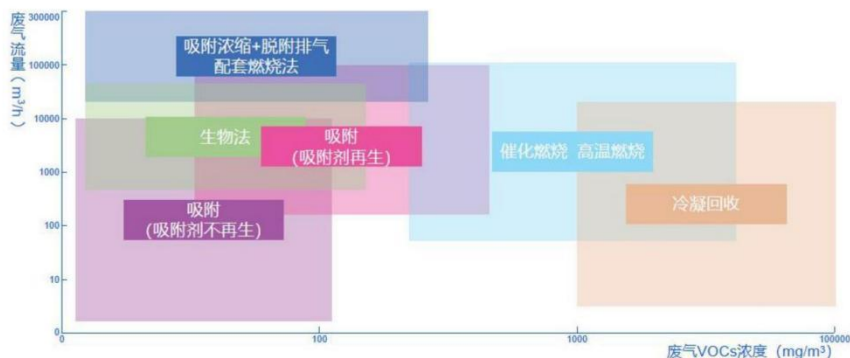 废气流量（m³/h）
300000
100000
10000
1000
100
10
0
吸附浓缩+脱附排气
配套燃烧法
生物法
吸附
(吸附剂再生)
催化燃烧 高温燃烧
吸附
(吸附剂不再生)
冷凝回收
0
100
1000
100000
废气VOCs浓度（mg/m³）